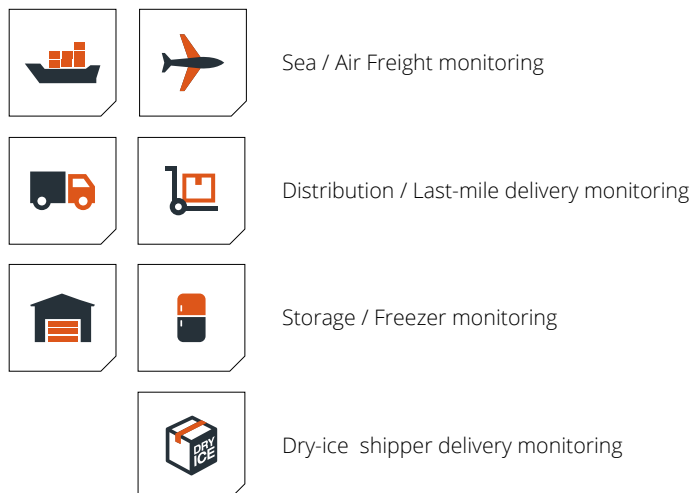 Sea / Air Freight monitoring
Distribution / Last-mile delivery monitoring
Storage / Freezer monitoring
DRY
ICE
Dry-ice  shipper delivery monitoring